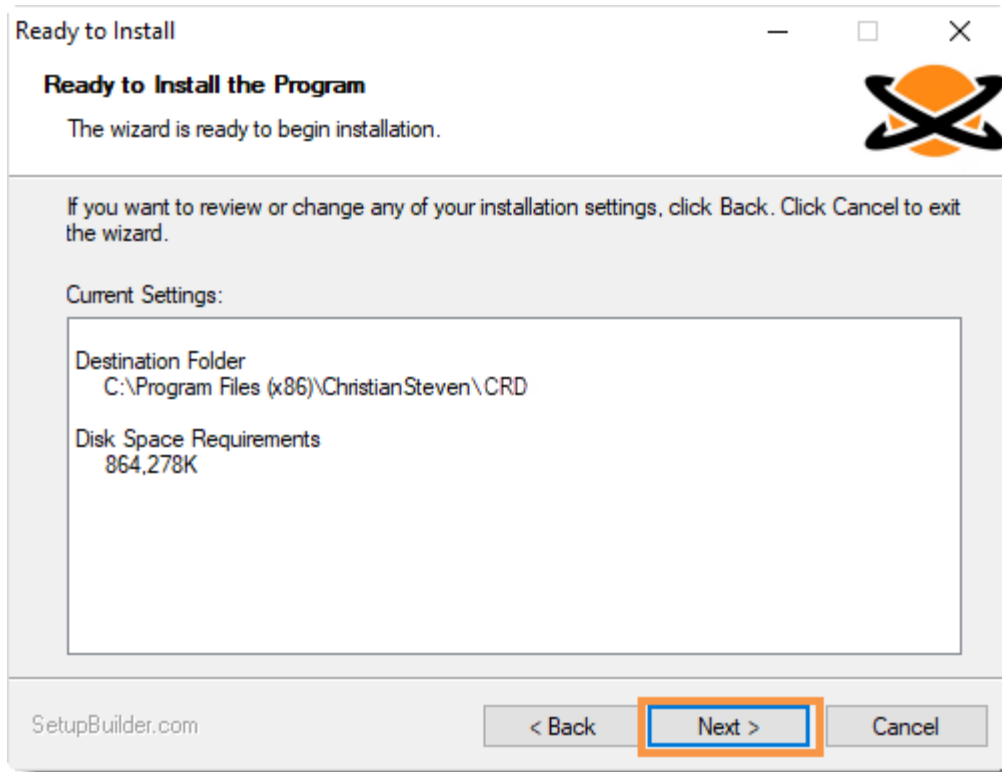 Ready to Install
Ready to Install the Program
The wizard is ready to begin installation.
If you want to review or change any of your installation settings, click Back. Click Cancel to exit
the wizard.
Current Settings:
Destination Folder
C:\Program Files (x86)\ChristianSteven\CRD
Disk Space Requirements
864,278K
SetupBuilder.com
< Back
Next >
Cancel